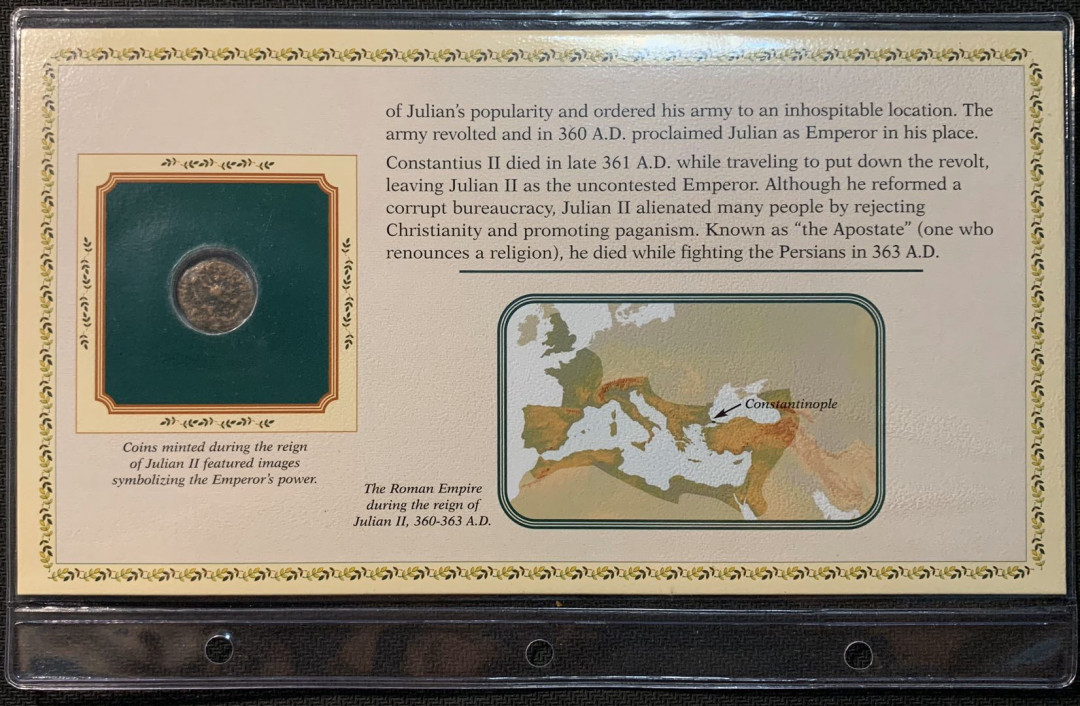 of Julian's popularity and ordered his army to an inhospitable location. The
army revolted and in 360 A.D. proclaimed Julian as Emperor in his place.
Constantius II died in late 361 A.D. while traveling to put down the revolt,
leaving Julian II as the uncontested Emperor. Although he reformed a
corrupt bureaucracy, Julian II alienated many people by rejecting
Christianity and promoting paganism. Known as “the Apostate” (one who
renounces a religion), he died while fighting the Persians in 363 A.D.
Coins minted during the reign
of Julian II featured images
symbolizing the Emperor's power.
Constantinople
The Roman Empire
during the reign of
Julian II, 360-363 A.D.